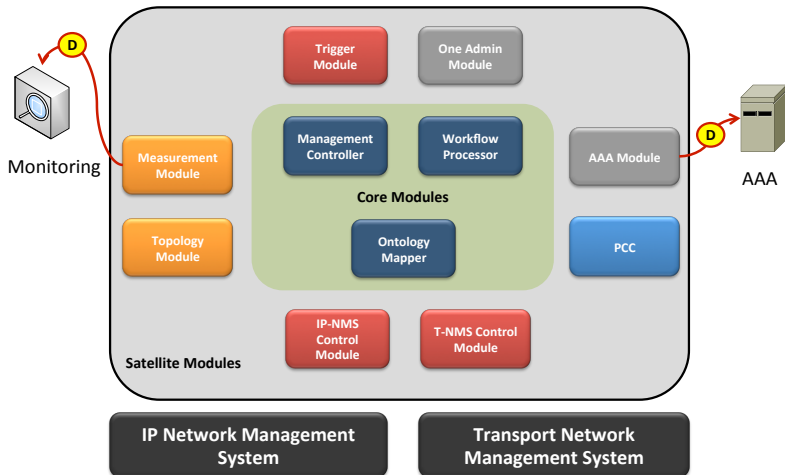 D
Trigger
Module
One Admin
Module
Monitoring
Measurement
Module
Management
Controller
Workflow
Processor
AAA Module
D
AAA
Core Modules
Topology
Module
Ontology
Mapper
PCC
IP-NMS
Control
Module
T-NMS Control
Module
Satellite Modules
IP Network Management
System
Transport Network
Management System